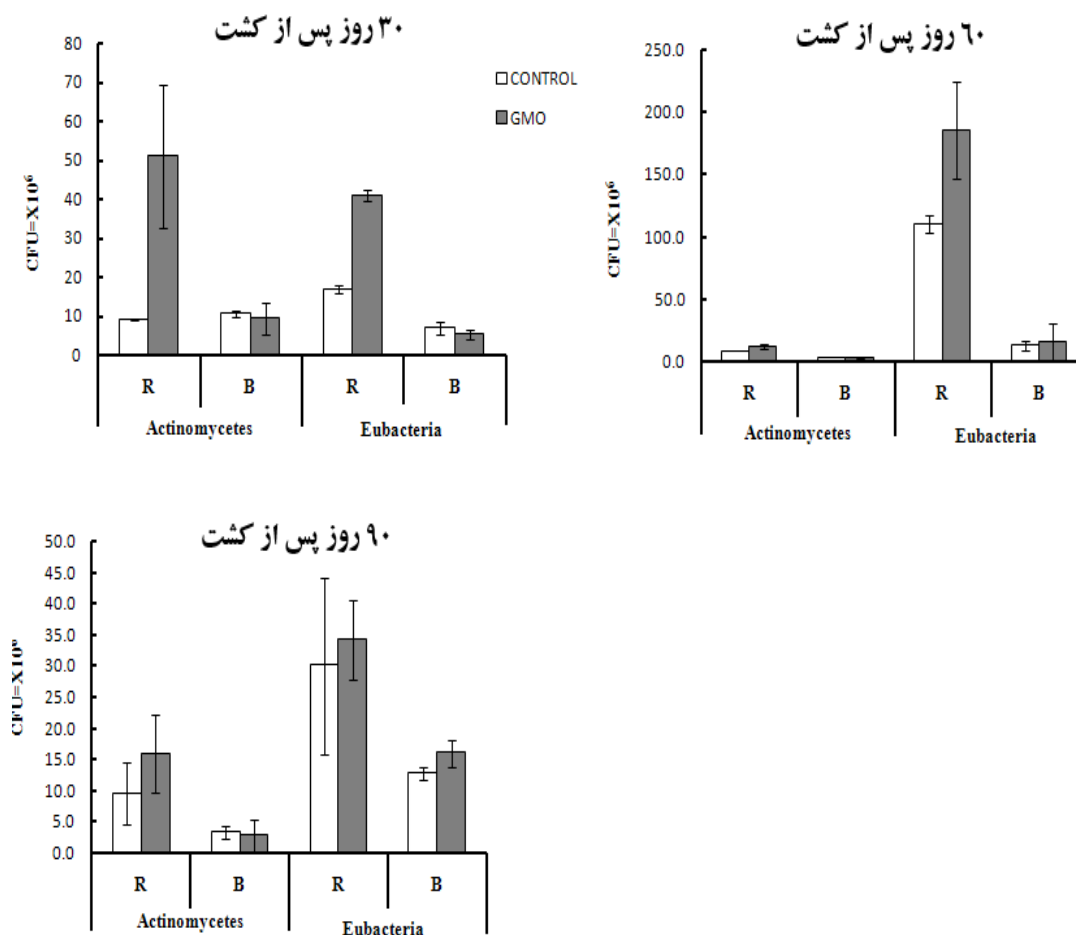 ۳۰ روز پس از کشت
80
70
60
50
40
30
20
10
0
CFU=X10⁶
CONTROL
GMO
R B R B
Actinomycetes Eubacteria
٦٠ روز پس از کشت
250.0
200.0
150.0
100.0
50.0
0.0
CFU=X10⁶
R B R B
Actinomycetes Eubacteria
۹۰ روز پس از کشت
50.0
45.0
40.0
35.0
30.0
25.0
20.0
15.0
10.0
5.0
0.0
CFU=X10⁶
R B R B
Actinomycetes Eubacteria